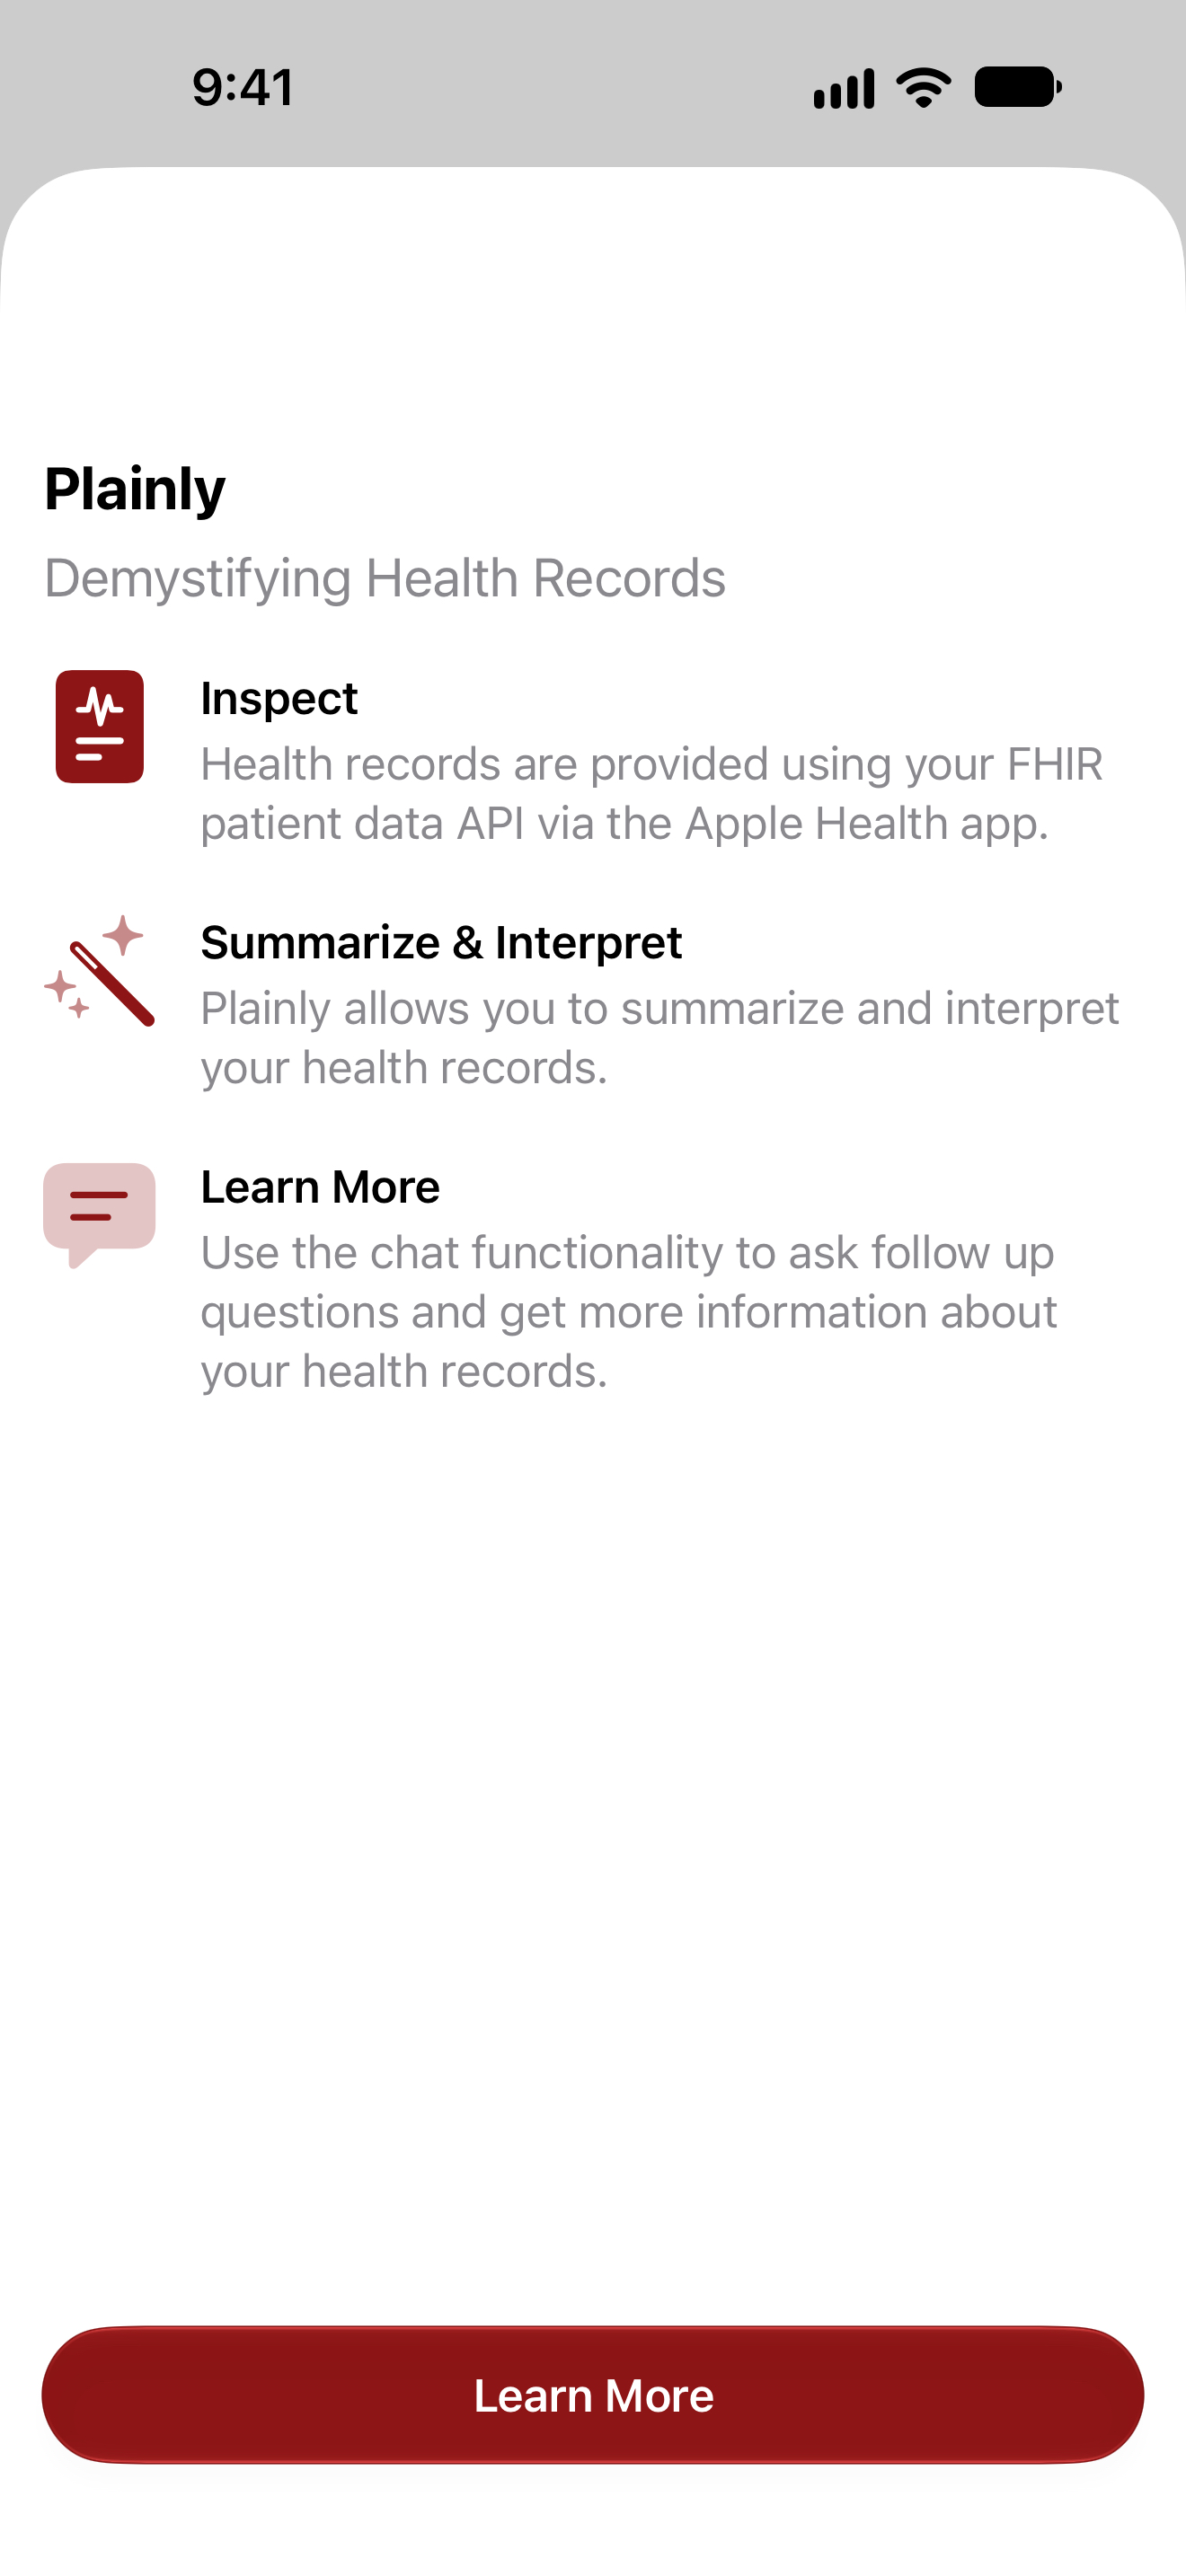 9:41
Plainly
Demystifying Health Records
Inspect
Health records are provided using your FHIR
patient data API via the Apple Health app.
Summarize & Interpret
Plainly allows you to summarize and interpret
your health records.
Learn More
Use the chat functionality to ask follow up
questions and get more information about
your health records.
Learn More